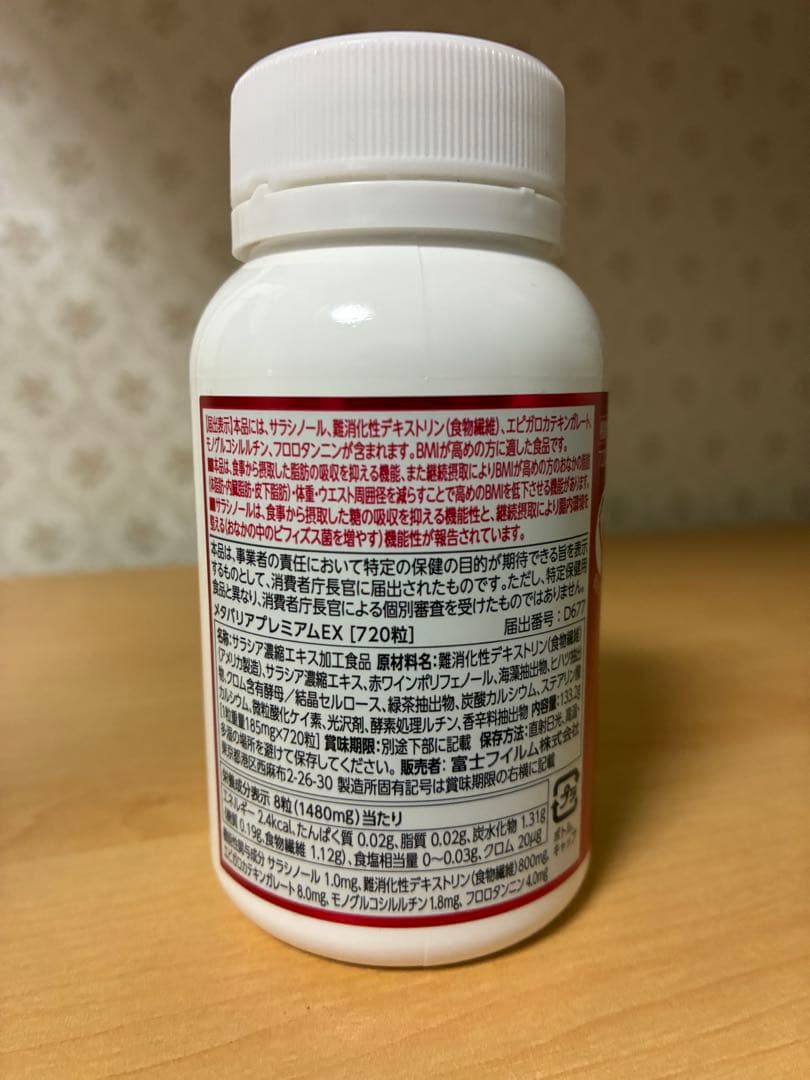 【届出表示】本品には、サラシノール、難消化性デキストリン(食物繊維)、エピガロカテキンガレート、
モノグルコシルルチン、フロロタンニンが含まれます。BMIが高めの方に適した食品です。
■本品は、食事から摂取した脂肪の吸収を抑える機能、また継続摂取によりBMIが高めの方のおなかの脂肪
(体脂肪・内臓脂肪・皮下脂肪)・体重・ウエスト周囲径を減らすことで高めのBMIを低下させる機能があります。
■サラシノールは、食事から摂取した糖の吸収を抑える機能性と、継続摂取により腸内環境を
整える(おなかの中のビフィズス菌を増やす)機能性が報告されています。
本品は、事業者の責任において特定の保健の目的が期待できる旨を表示
するものとして、消費者庁長官に届出されたものです。ただし、特定保健用
食品と異なり、消費者庁長官による個別審査を受けたものではありません。
メタバリアプレミアムEX [720粒] 届出番号:D677
名称:サラシア濃縮エキス加工食品 原材料名:難消化性デキストリン(食物繊維)
(アメリカ製造)、サラシア濃縮エキス、赤ワインポリフェノール、海藻抽出物、ヒハツ抽出
物、クロム含有酵母/結晶セルロース、緑茶抽出物、炭酸カルシウム、ステアリン酸
カルシウム、微粒酸化ケイ素、光沢剤、酵素処理ルチン、香辛料抽出物 内容量:133.2g
[1粒重量185mg×720粒] 賞味期限:別途下部に記載 保存方法:直射日光、高温・
多湿の場所を避けて保存してください。 販売者:富士フイルム株式会社
東京都港区西麻布2-26-30 製造所固有記号は賞味期限の右横に記載
栄養成分表示 8粒(1480mg)当たり
エネルギー 2.4kcal、たんぱく質 0.02g、脂質 0.02g、炭水化物 1.31g
(糖質 0.19g、食物繊維 1.12g)、食塩相当量 0〜0.03g、クロム 20μg
機能性関与成分 サラシノール 1.0mg、難消化性デキストリン(食物繊維) 800mg、
エピガロカテキンガレート 8.0mg、モノグルコシルルチン 1.8mg、フロロタンニン 4.0mg
プラ
ボトル、
キャップ